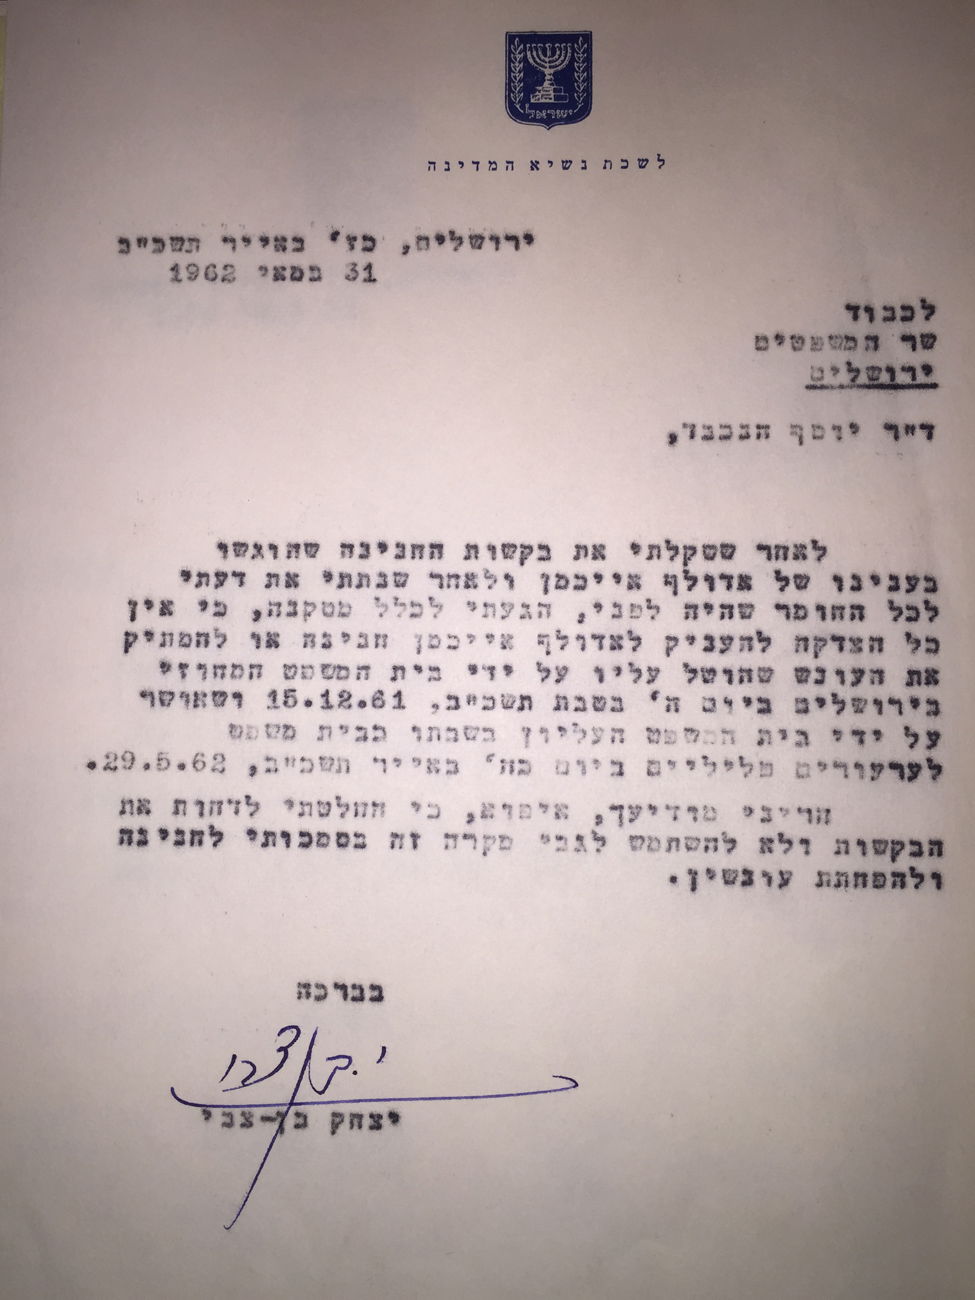 ישראל
לשכת נשיא המדינה
ירושלים, כז' באייר תשכ"ב
31 במאי 1962
לכבוד
שר המשפטים
ירושלים
ד"ר יוסף הנכבד,
לאחר ששקלתי את בקשות החנינה שהוגשו
בענינו של אדולף אייכמן ולאחר שנתתי את דעתי
לכל החומר שהיה לפני, הגעתי לכלל מסקנה, כי אין
כל הצדקה להעניק לאדולף אייכמן חנינה או להמתיק
את העונש שהוטל עליו על ידי בית המשפט המחוזי
בירושלים ביום ה' בטבת תשכ"ב, 15.12.61 ושאושר
על ידי בית המשפט העליון בשבתו כבית משפט
לערעורים פליליים ביום כה' באייר תשכ"ב, 29.5.62.
הריני מודיעך, איפוא, כי החלטתי לדחות את
הבקשות ולא להשתמש לגבי מקרה זה בסמכותי לחנינה
ולהפחתת עונשין.
בברכה
י. בן צבי
יצחק בן-צבי